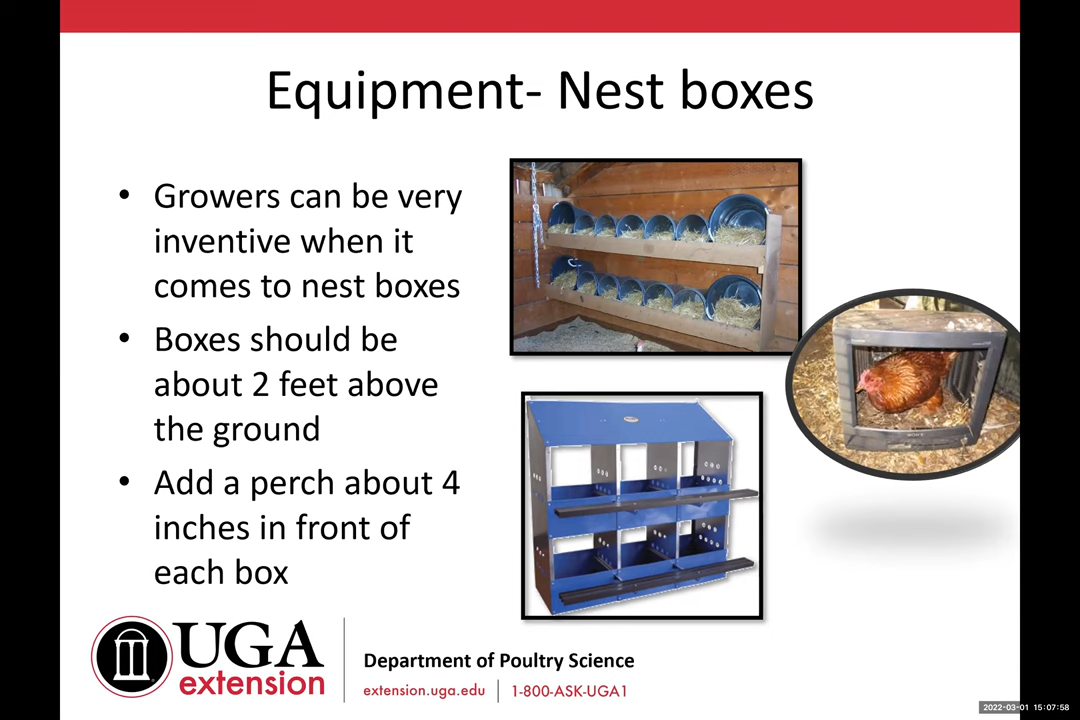 Equipment- Nest boxes
• Growers can be very
inventive when it
comes to nest boxes
• Boxes should be
about 2 feet above
the ground
• Add a perch about 4
inches in front of
each box
SONY
UGA
extension
Department of Poultry Science
extension.uga.edu | 1-800-ASK-UGA1
2022-03-01 15:07:58